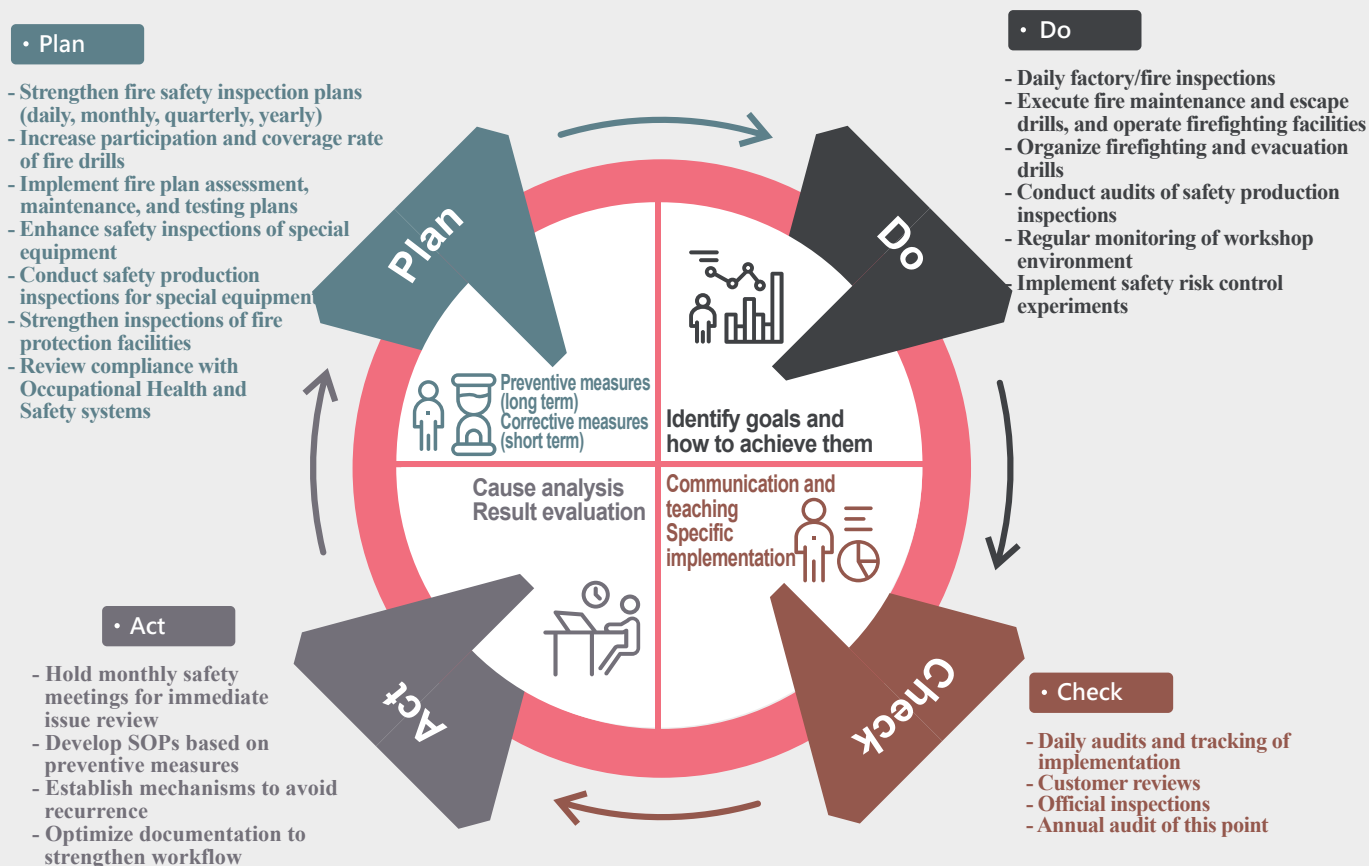 • Plan
- Strengthen fire safety inspection plans
(daily, monthly, quarterly, yearly)
- Increase participation and coverage rate
of fire drills
- Implement fire plan assessment,
maintenance, and testing plans
- Enhance safety inspections of special
equipment
- Conduct safety production
inspections for special equipment
- Strengthen inspections of fire
protection facilities
- Review compliance with
Occupational Health and
Safety systems
• Do
- Daily factory/fire inspections
- Execute fire maintenance and escape
drills, and operate firefighting facilities
- Organize firefighting and evacuation
drills
- Conduct audits of safety production
inspections
- Regular monitoring of workshop
environment
- Implement safety risk control
experiments
Plan
Do
Preventive measures
(long term)
Corrective measures
(short term)
Identify goals and
how to achieve them
Cause analysis
Result evaluation
Communication and
teaching
Specific
implementation
Act
Check
• Act
- Hold monthly safety
meetings for immediate
issue review
- Develop SOPs based on
preventive measures
- Establish mechanisms to avoid
recurrence
- Optimize documentation to
strengthen workflow
• Check
- Daily audits and tracking of
implementation
- Customer reviews
- Official inspections
- Annual audit of this point